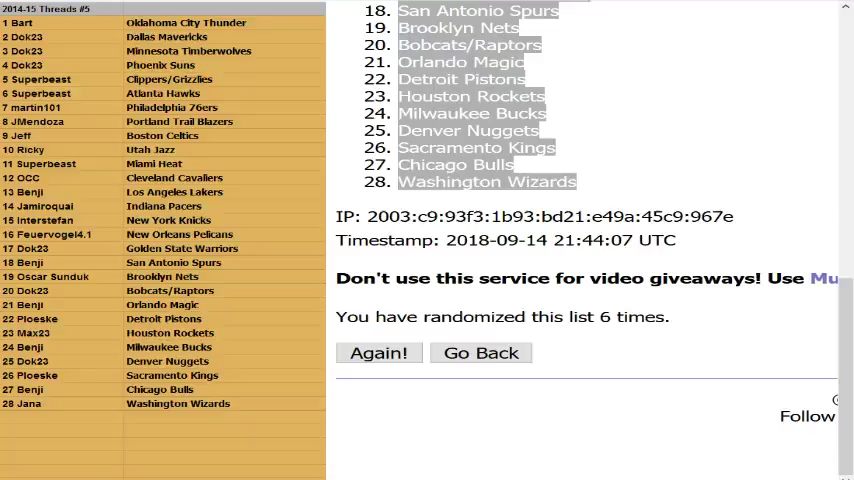 2014-15 Threads #5
1 Bart Oklahoma City Thunder
2 Dok23 Dallas Mavericks
3 Dok23 Minnesota Timberwolves
4 Dok23 Phoenix Suns
5 Superbeast Clippers/Grizzlies
6 Superbeast Atlanta Hawks
7 martin101 Philadelphia 76ers
8 JMendoza Portland Trail Blazers
9 Jeff Boston Celtics
10 Ricky Utah Jazz
11 Superbeast Miami Heat
12 OCC Cleveland Cavaliers
13 Benji Los Angeles Lakers
14 Jamiroquai Indiana Pacers
15 Interstefan New York Knicks
16 Feuervogel4.1 New Orleans Pelicans
17 Dok23 Golden State Warriors
18 Benji San Antonio Spurs
19 Oscar Sunduk Brooklyn Nets
20 Dok23 Bobcats/Raptors
21 Benji Orlando Magic
22 Ploeske Detroit Pistons
23 Max23 Houston Rockets
24 Benji Milwaukee Bucks
25 Dok23 Denver Nuggets
26 Ploeske Sacramento Kings
27 Benji Chicago Bulls
28 Jana Washington Wizards
18. San Antonio Spurs
19. Brooklyn Nets
20. Bobcats/Raptors
21. Orlando Magic
22. Detroit Pistons
23. Houston Rockets
24. Milwaukee Bucks
25. Denver Nuggets
26. Sacramento Kings
27. Chicago Bulls
28. Washington Wizards
IP: 2003:c9:93f3:1b93:bd21:e49a:45c9:967e
Timestamp: 2018-09-14 21:44:07 UTC
Don't use this service for video giveaways! Use Mu
You have randomized this list 6 times.
Again! Go Back
Follow